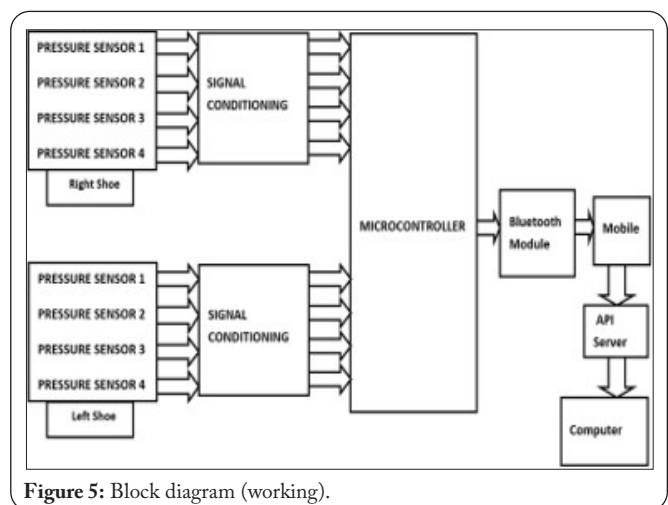 PRESSURE SENSOR 1
PRESSURE SENSOR 2
PRESSURE SENSOR 3
PRESSURE SENSOR 4
Right Shoe
SIGNAL
CONDITIONING
PRESSURE SENSOR 1
PRESSURE SENSOR 2
PRESSURE SENSOR 3
PRESSURE SENSOR 4
Left Shoe
SIGNAL
CONDITIONING
MICROCONTROLLER
Bluetooth
Module
Mobile
API
Server
Computer
Figure 5: Block diagram (working).